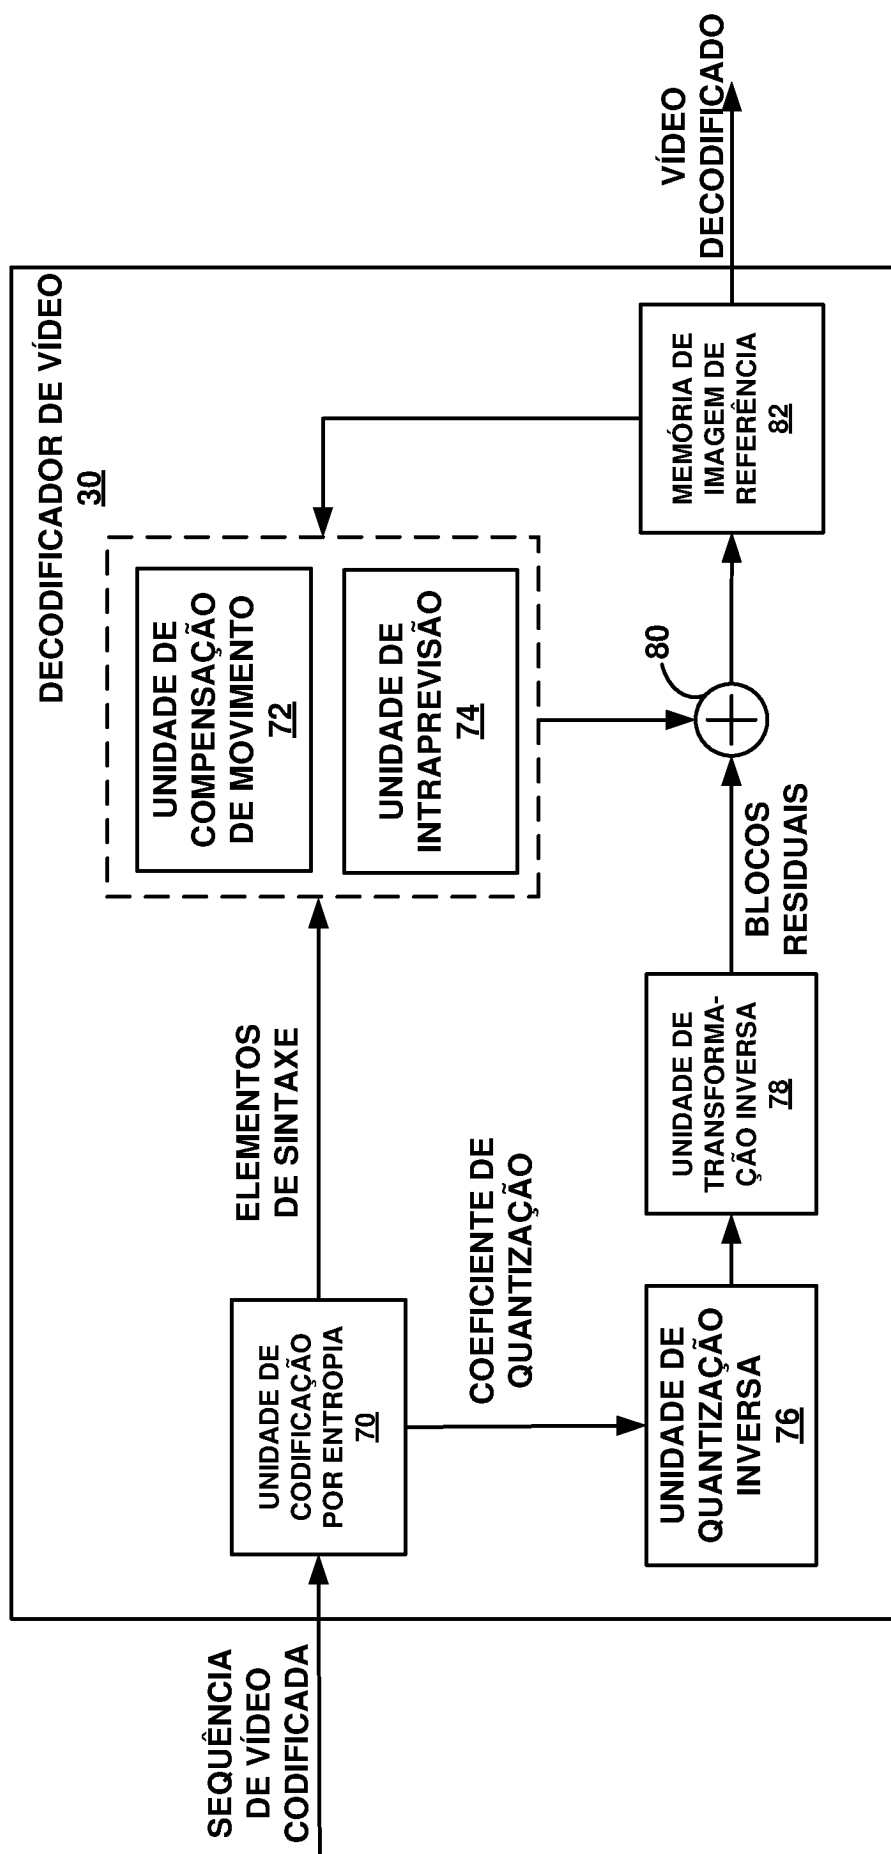 DECODIFICADOR DE VÍDEO
30
SEQUÊNCIA
DE VÍDEO
CODIFICADA
UNIDADE DE
CODIFICAÇÃO
POR ENTROPIA
70
ELEMENTOS
DE SINTAXE
UNIDADE DE
COMPENSAÇÃO
DE MOVIMENTO
72
UNIDADE DE
INTRAPREVISÃO
74
COEFICIENTE DE
QUANTIZAÇÃO
UNIDADE DE
QUANTIZAÇÃO
INVERSA
76
UNIDADE DE
TRANSFORMA-
ÇÃO INVERSA
78
BLOCOS
RESIDUAIS
80
MEMÓRIA DE
IMAGEM DE
REFERÊNCIA
82
VÍDEO
DECODIFICADO